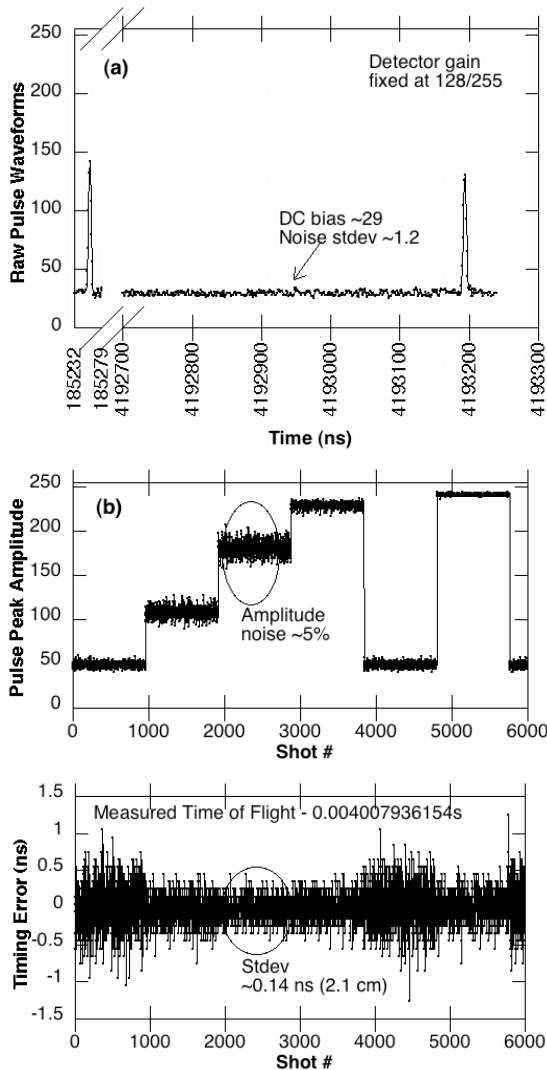 250
200
150
100
50
0
Raw Pulse Waveforms
(a)
Detector gain
fixed at 128/255
DC bias ~29
Noise stdev ~1.2
185232
185279
4192700
4192800
4192900
4193000
4193100
4193200
4193300
Time (ns)
250
200
150
100
50
0
Pulse Peak Amplitude
(b)
Amplitude
noise ~5%
0 1000 2000 3000 4000 5000 6000
Shot #
1.5
1
0.5
0
-0.5
-1
-1.5
Timing Error (ns)
Measured Time of Flight - 0.004007936154s
Stdev
~0.14 ns (2.1 cm)
0 1000 2000 3000 4000 5000 6000
Shot #